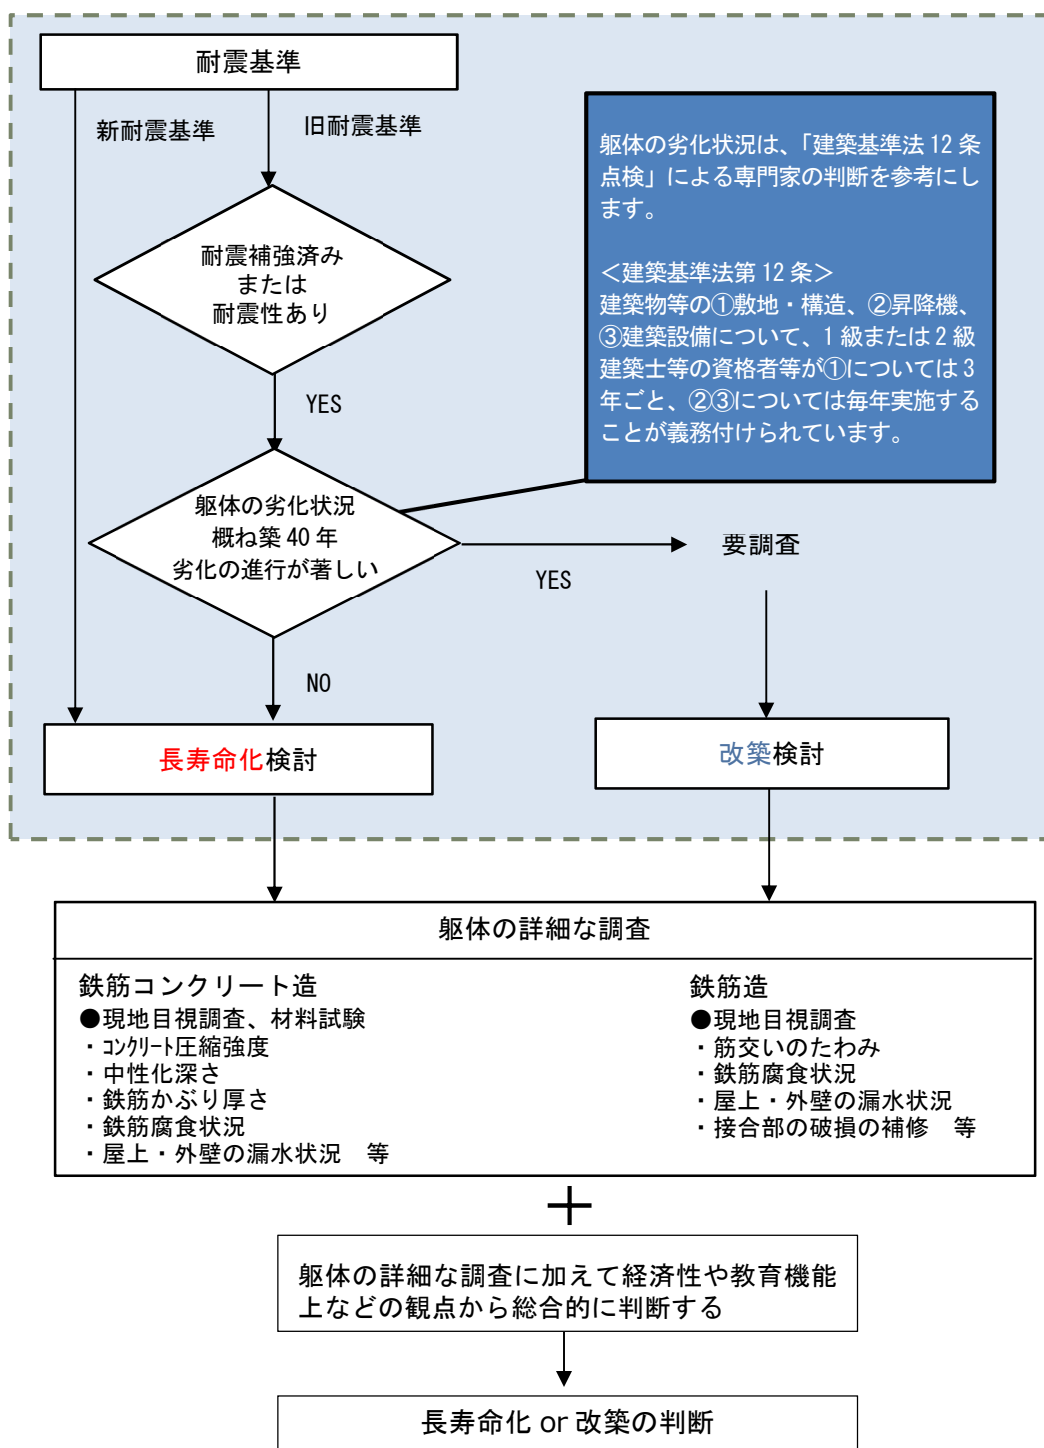 耐震基準
新耐震基準
旧耐震基準
耐震補強済み
または
耐震性あり
YES
躯体の劣化状況は、「建築基準法 12 条
点検」による専門家の判断を参考にし
ます。
＜建築基準法第 12 条＞
建築物等の①敷地・構造、②昇降機、
③建築設備について、1 級または 2 級
建築士等の資格者等が①については 3
年ごと、②③については毎年実施する
ことが義務付けられています。
躯体の劣化状況
概ね築 40 年
劣化の進行が著しい
YES
要調査
NO
長寿命化検討
改築検討
躯体の詳細な調査
鉄筋コンクリート造
●現地目視調査、材料試験
・ｺﾝｸﾘｰﾄ圧縮強度
・中性化深さ
・鉄筋かぶり厚さ
・鉄筋腐食状況
・屋上・外壁の漏水状況　等
鉄筋造
●現地目視調査
・筋交いのたわみ
・鉄筋腐食状況
・屋上・外壁の漏水状況
・接合部の破損の補修　等
＋
躯体の詳細な調査に加えて経済性や教育機能
上などの観点から総合的に判断する
長寿命化 or 改築の判断